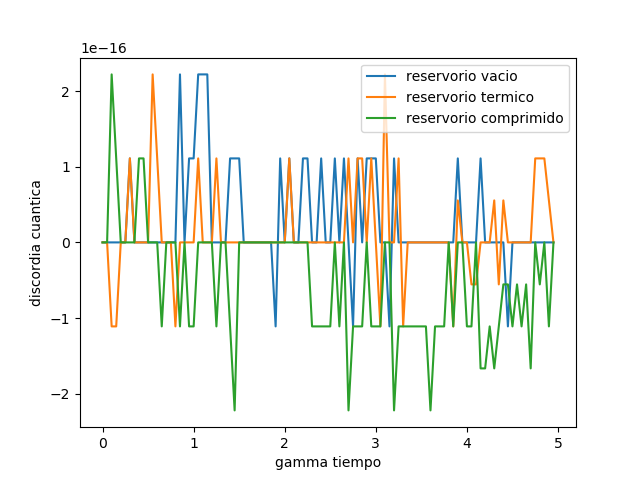 1e−16
reservorio vacio
reservorio termico
reservorio comprimido
2
1
0
−1
−2
discordia cuantica
0 1 2 3 4 5
gamma tiempo